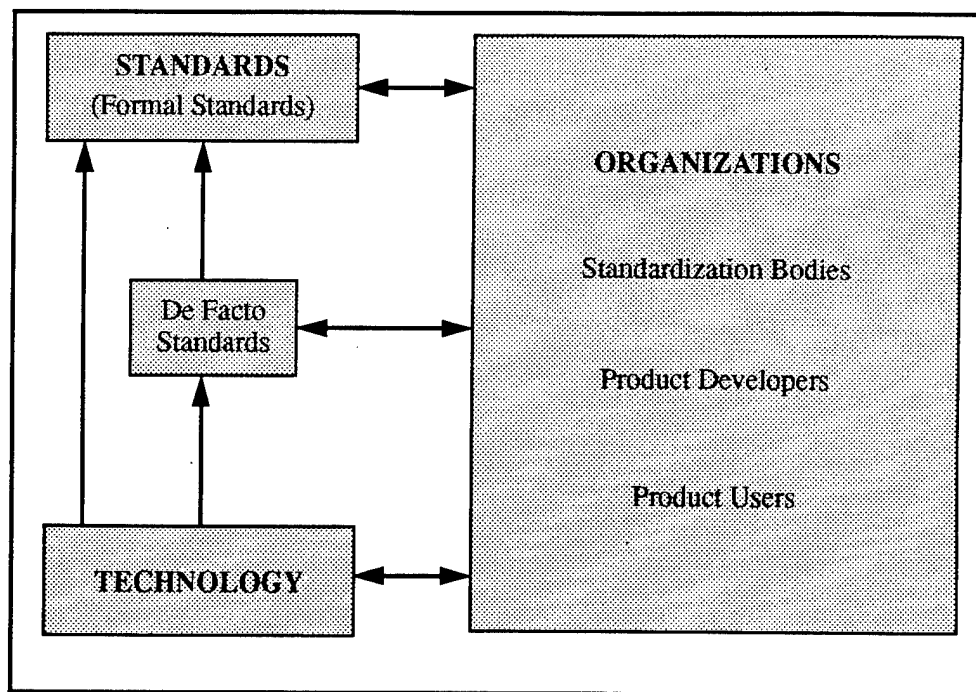 STANDARDS
(Formal Standards)
De Facto
Standards
TECHNOLOGY
ORGANIZATIONS
Standardization Bodies
Product Developers
Product Users